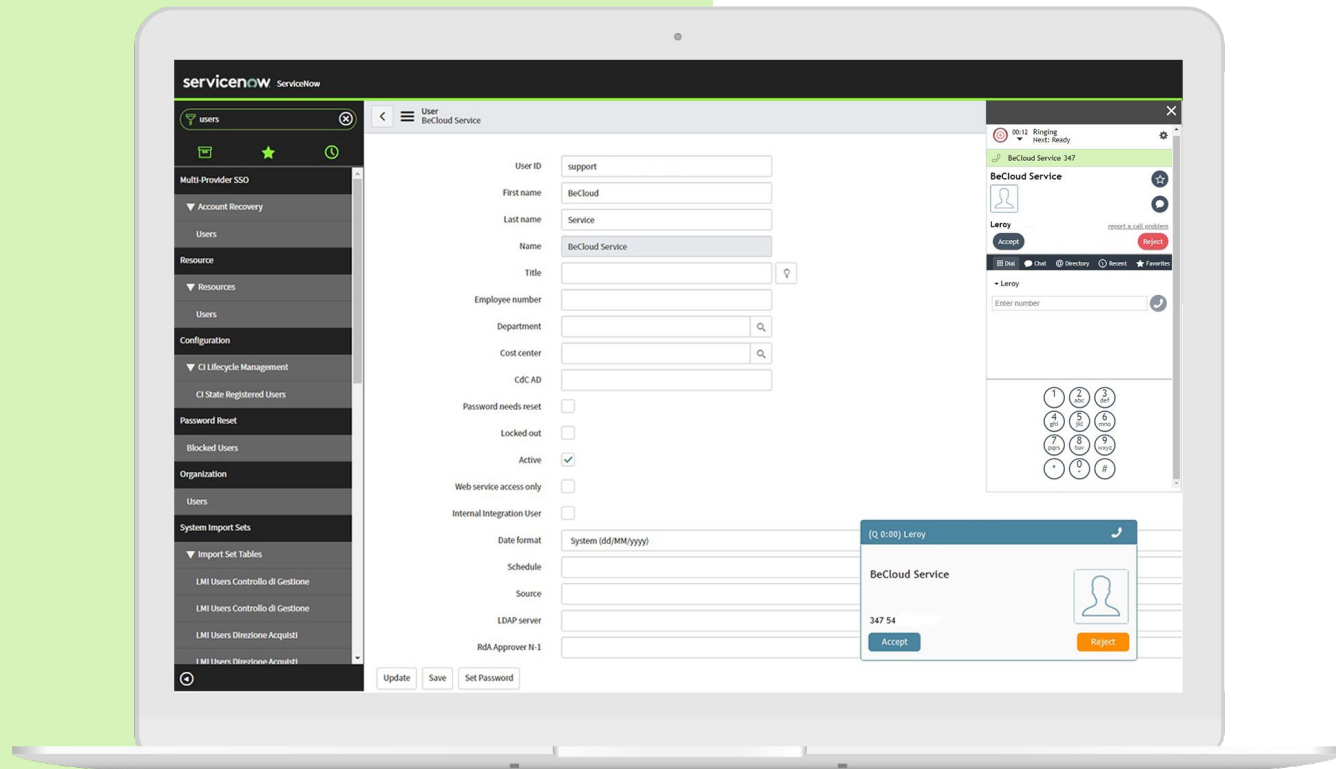 servicenow ServiceNow
users
Multi-Provider SSO
Account Recovery
Users
Resource
Resources
Users
Configuration
CI Lifecycle Management
CI State Registered Users
Password Reset
Blocked Users
Organization
Users
System Import Sets
Import Set Tables
LMI Users Controllo di Gestione
LMI Users Controllo di Gestione
LMI Users Direzione Acquisti
LMI Users Direzione Acquisti
User
BeCloud Service
User ID support
First name BeCloud
Last name Service
Name BeCloud Service
Title
Employee number
Department
Cost center
CdC AD
Password needs reset
Locked out
Active
Web service access only
Internal Integration User
Date format System (dd/MM/yyyy)
Schedule
Source
LDAP server
RdA Approver N-1
Update Save Set Password
00:12 Ringing
Next: Ready
BeCloud Service 347
BeCloud Service
Leroy report a call problem
Accept Reject
Dial Chat @ Directory Recent Favorites
Leroy
Enter number
1 2 abc 3 def
4 ghi 5 jkl 6 mno
7 pqrs 8 tuv 9 wxyz
* 0 #
(Q 0:00) Leroy
BeCloud Service
347 54
Accept Reject